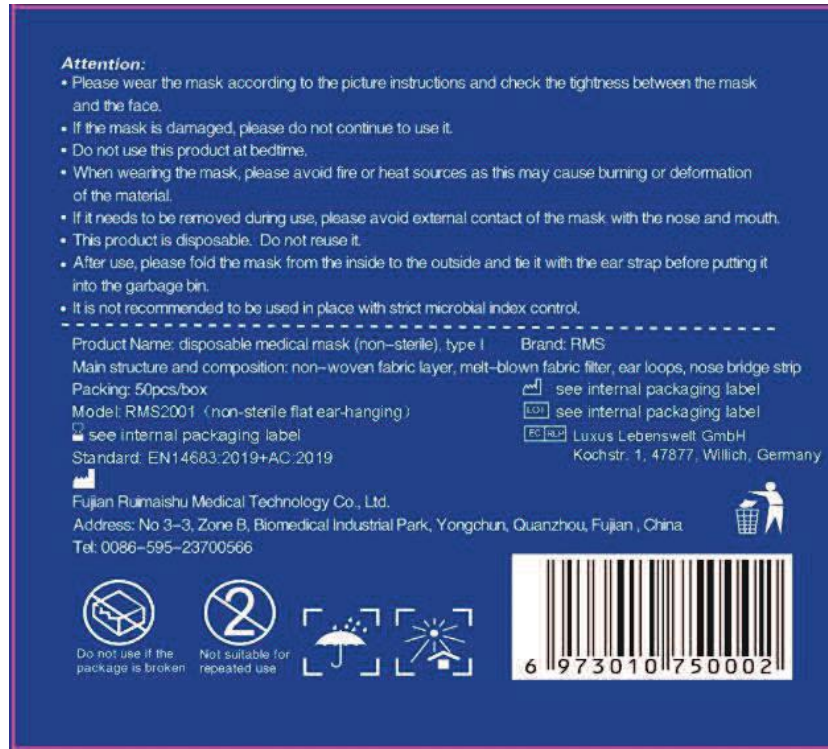 Attention:
• Please wear the mask according to the picture instructions and check the tightness between the mask
and the face.
• If the mask is damaged, please do not continue to use it.
• Do not use this product at bedtime.
• When wearing the mask, please avoid fire or heat sources as this may cause burning or deformation
of the material.
• If it needs to be removed during use, please avoid external contact of the mask with the nose and mouth.
• This product is disposable. Do not reuse it.
• After use, please fold the mask from the inside to the outside and tie it with the ear strap before putting it
into the garbage bin.
• It is not recommended to be used in place with strict microbial index control.
Product Name: disposable medical mask (non-sterile), type I Brand: RMS
Main structure and composition: non-woven fabric layer, melt-blown fabric filter, ear loops, nose bridge strip
Packing: 50pcs/box see internal packaging label
Model: RMS2001 (non-sterile flat ear-hanging) LOT see internal packaging label
see internal packaging label EC REP Luxus Lebenswelt GmbH
Standard: EN14683:2019+AC:2019 Kochstr. 1, 47877, Willich, Germany
Fujian Ruimaishu Medical Technology Co., Ltd.
Address: No 3-3, Zone B, Biomedical Industrial Park, Yongchun, Quanzhou, Fujian , China
Tel: 0086-595-23700566
2
Do not use if the
package is broken
Not suitable for
repeated use
6 973010 750002